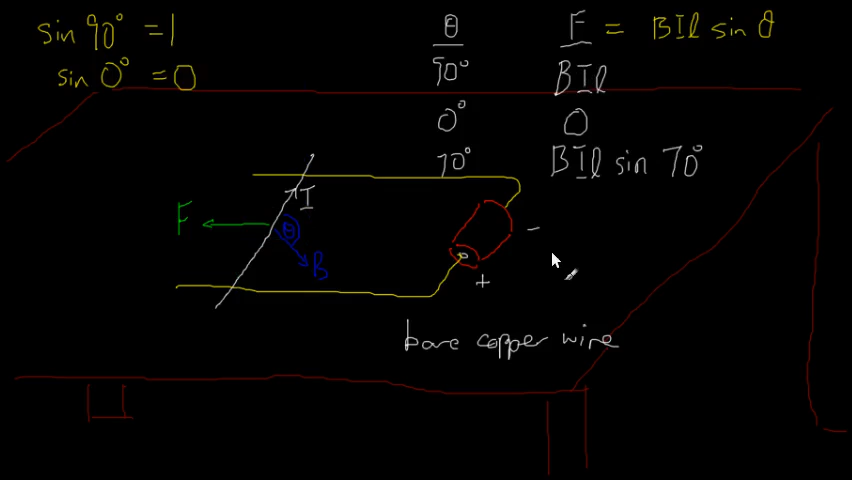 sin 90° = 1
sin 0° = 0
θ
F = BIl sin θ
90°
BIl
0°
0
70°
BIl sin 70°
I
F
θ
B
-
+
bare copper wire